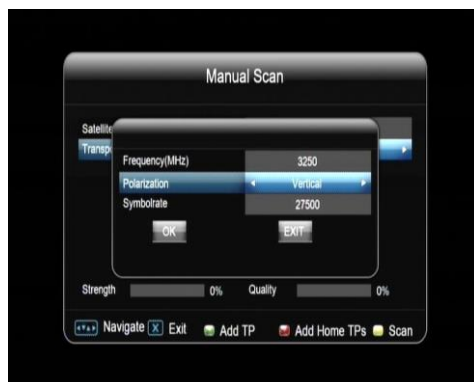 Manual Scan
Satellite
Transp
Frequency(MHz) 3250
Polarization Vertical
Symbolrate 27500
OK EXIT
Strength 0% Quality 0%
Navigate X Exit Add TP Add Home TPs Scan